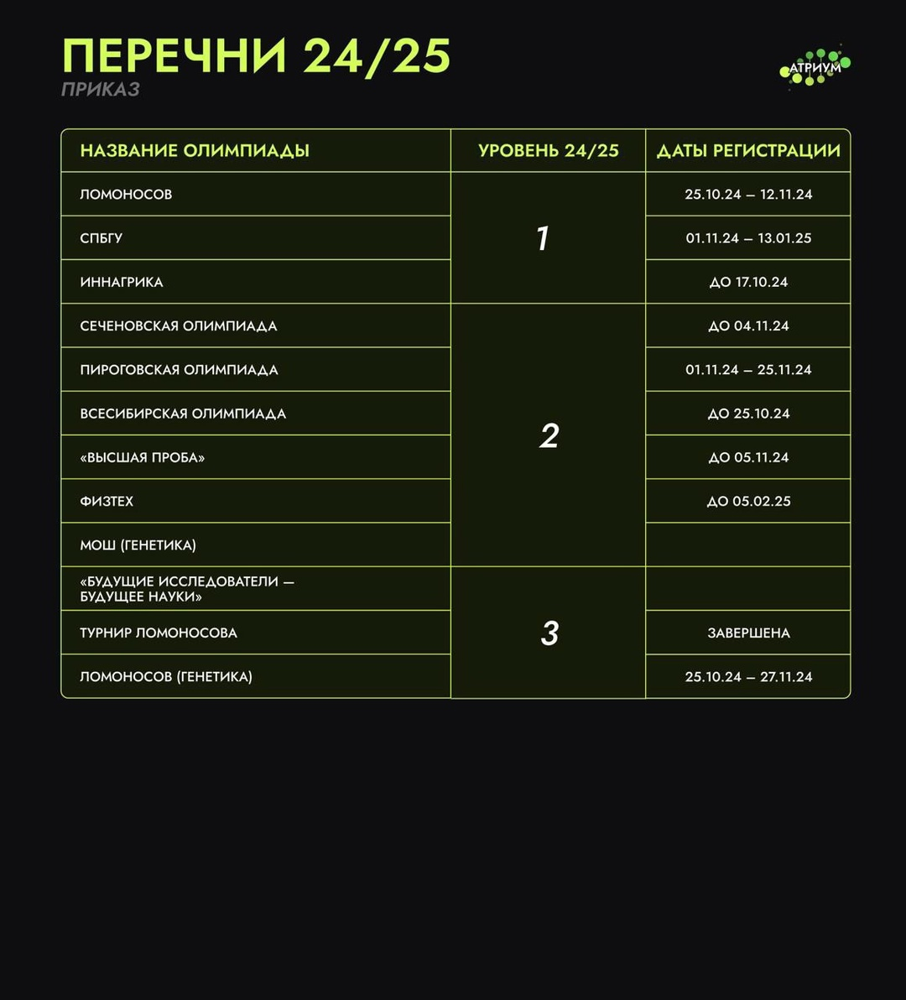 ПЕРЕЧНИ 24/25
ПРИКАЗ
АТРИУМ
НАЗВАНИЕ ОЛИМПИАДЫ УРОВЕНЬ 24/25 ДАТЫ РЕГИСТРАЦИИ
ЛОМОНОСОВ 25.10.24 – 12.11.24
СПБГУ 1 01.11.24 – 13.01.25
ИННАГРИКА ДО 17.10.24
СЕЧЕНОВСКАЯ ОЛИМПИАДА ДО 04.11.24
ПИРОГОВСКАЯ ОЛИМПИАДА 01.11.24 – 25.11.24
ВСЕСИБИРСКАЯ ОЛИМПИАДА 2 ДО 25.10.24
«ВЫСШАЯ ПРОБА» ДО 05.11.24
ФИЗТЕХ ДО 05.02.25
МОШ (ГЕНЕТИКА)
«БУДУЩИЕ ИССЛЕДОВАТЕЛИ —
БУДУЩЕЕ НАУКИ»
ТУРНИР ЛОМОНОСОВА 3 ЗАВЕРШЕНА
ЛОМОНОСОВ (ГЕНЕТИКА) 25.10.24 – 27.11.24